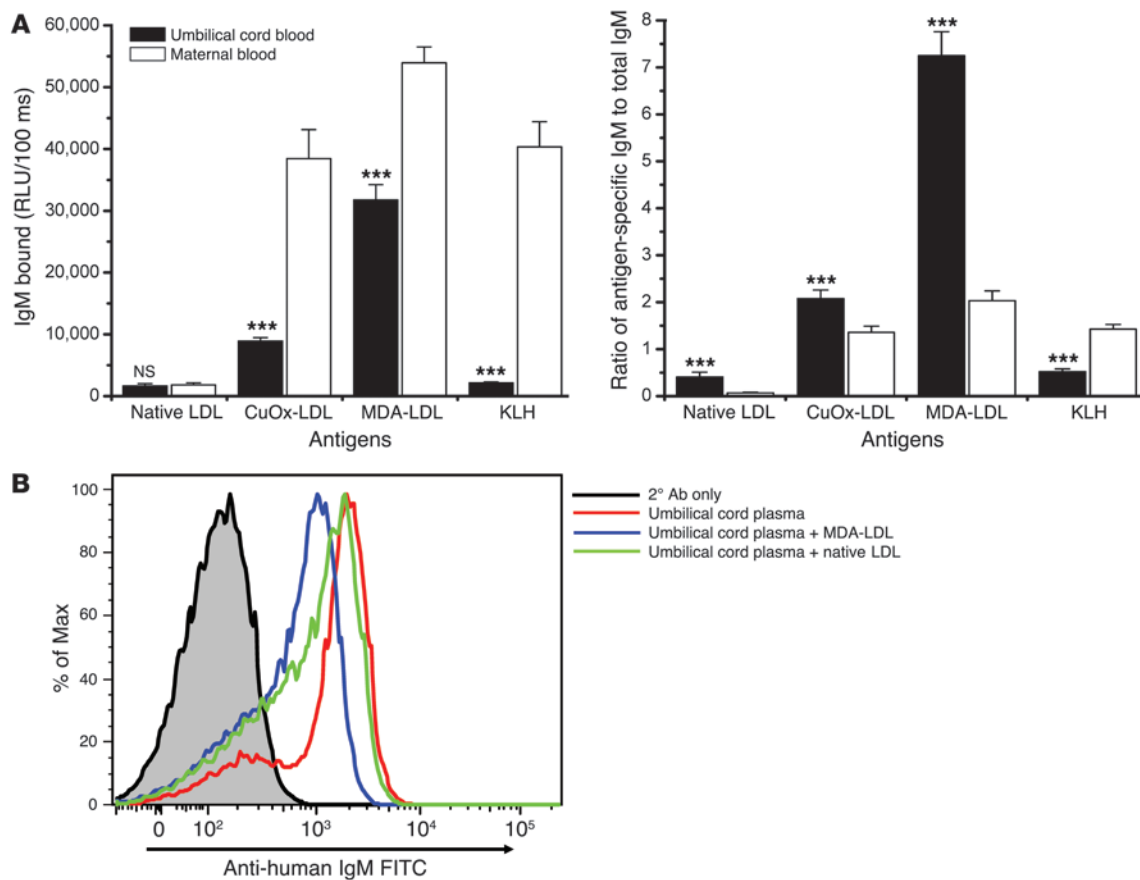 A
60,000
50,000
40,000
30,000
20,000
10,000
0
IgM bound (RLU/100 ms)
Umbilical cord blood
Maternal blood
NS
***
***
***
Native LDL CuOx-LDL MDA-LDL KLH
Antigens
8
7
6
5
4
3
2
1
0
Ratio of antigen-specific IgM to total IgM
***
***
***
***
Native LDL CuOx-LDL MDA-LDL KLH
Antigens
B
100
80
60
40
20
0
% of Max
0 10² 10³ 10⁴ 10⁵
Anti-human IgM FITC
2° Ab only
Umbilical cord plasma
Umbilical cord plasma + MDA-LDL
Umbilical cord plasma + native LDL